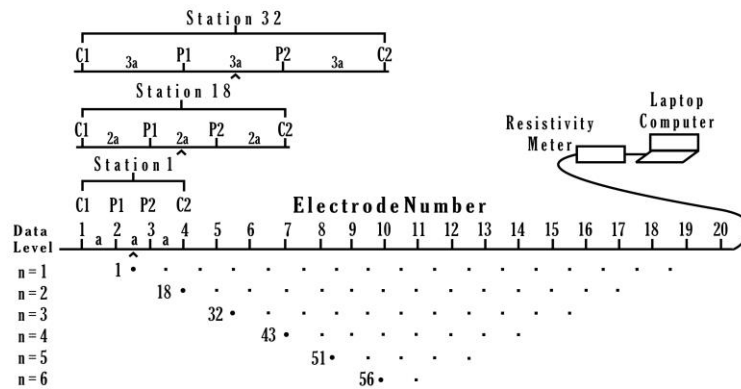 Station 32
C1 P1 P2 C2
3a 3a 3a
Station 18
C1 P1 P2 C2
2a 2a 2a
Laptop
Computer
Resistivity
Meter
Station 1
C1 P1 P2 C2
Electrode Number
Data
Level
1 2 3 4 5 6 7 8 9 10 11 12 13 14 15 16 17 18 19 20
a a a
n=1 1
n=2 18
n=3 32
n=4 43
n=5 51
n=6 56